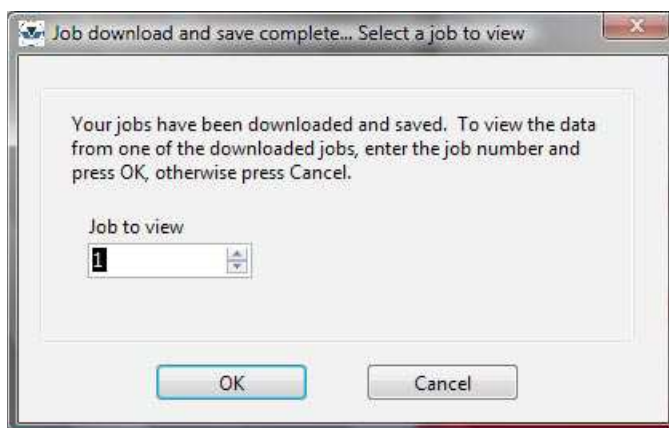 Job download and save complete... Select a job to view
Your jobs have been downloaded and saved.  To view the data
from one of the downloaded jobs, enter the job number and
press OK, otherwise press Cancel.
Job to view
1
OK
Cancel